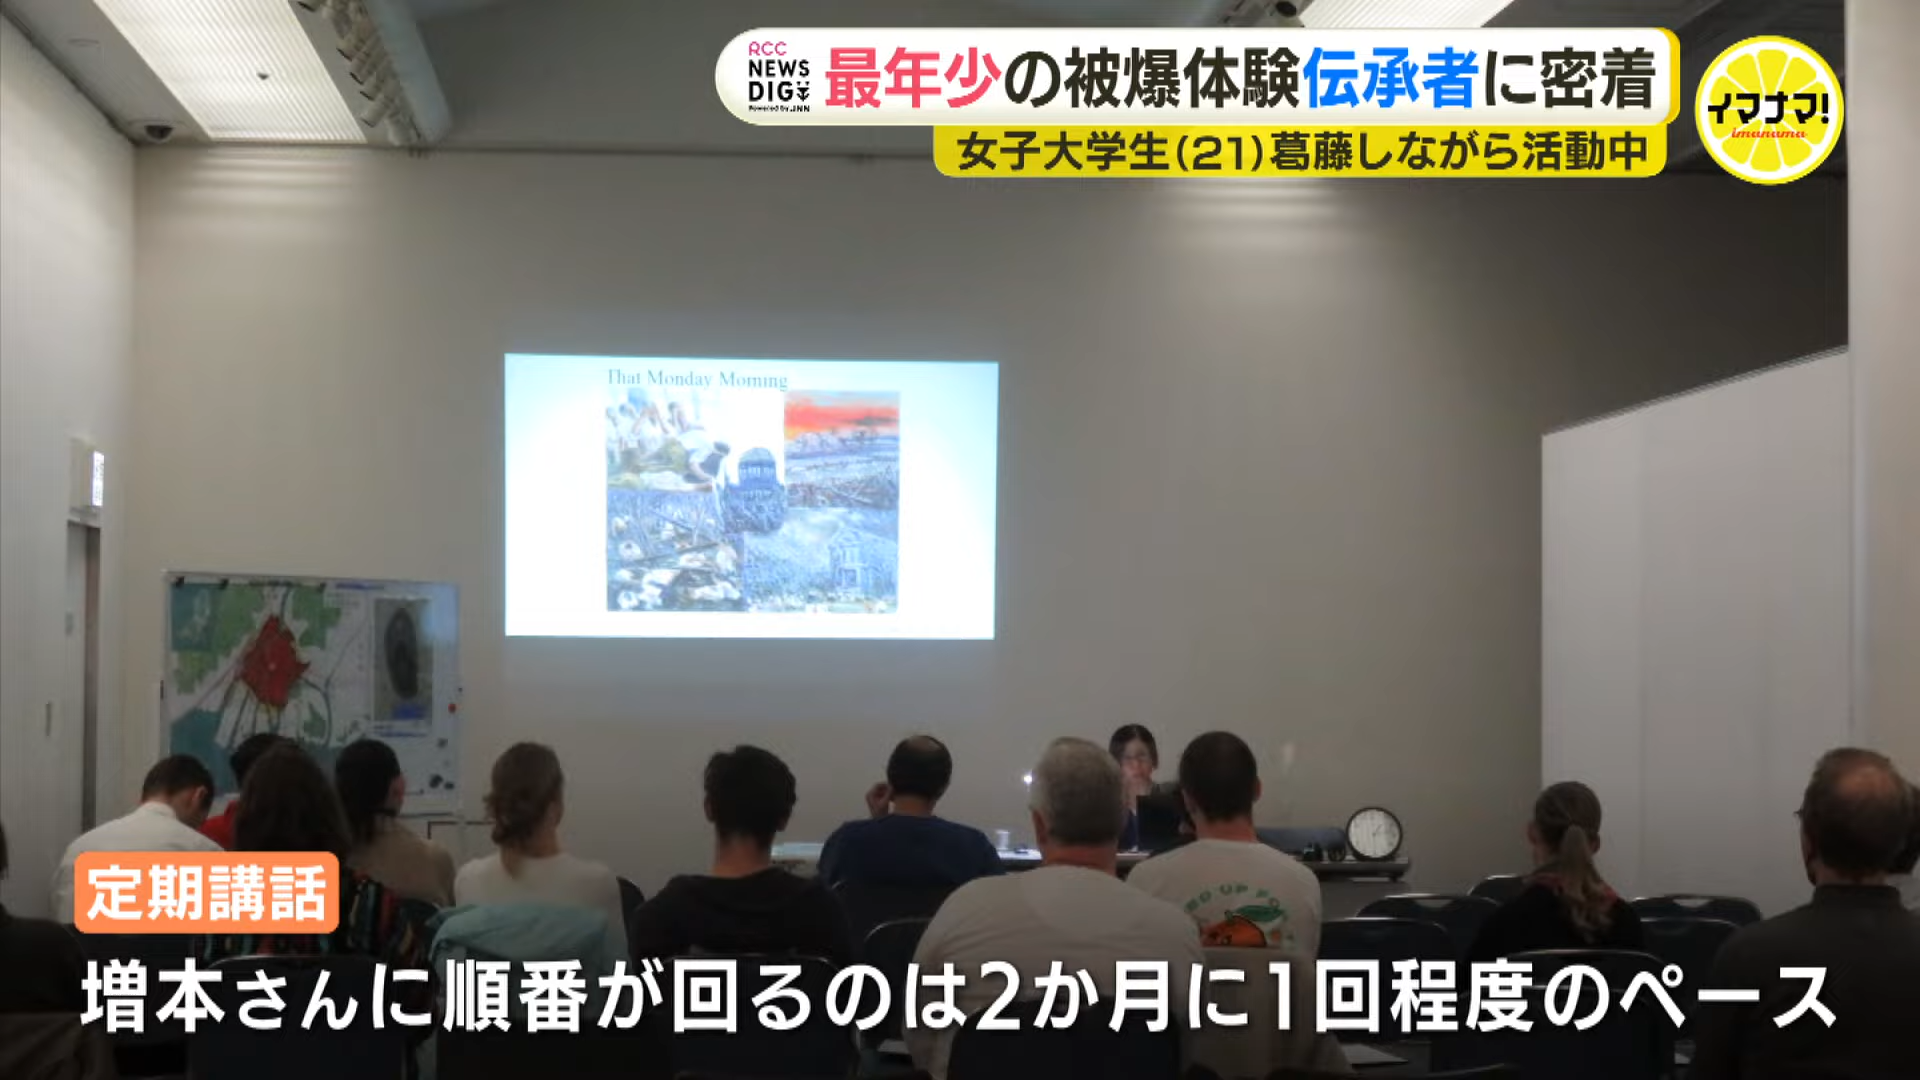 RCC
NEWS
DIG
Powered by JNN
最年少の被爆体験伝承者に密着
女子大学生(21)葛藤しながら活動中
イマナマ!
imanama
That Monday Morning
定期講話
増本さんに順番が回るのは2か月に1回程度のペース